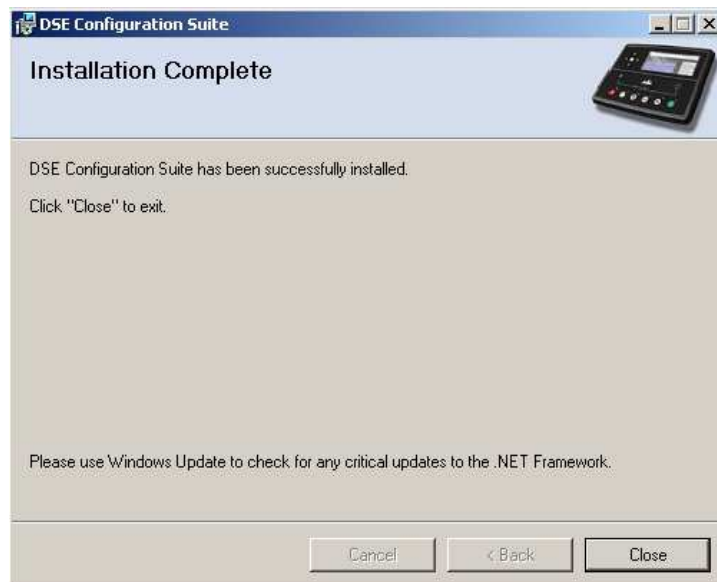 DSE Configuration Suite
Installation Complete
DSE Configuration Suite has been successfully installed.
Click "Close" to exit.
Please use Windows Update to check for any critical updates to the .NET Framework.
Cancel
< Back
Close